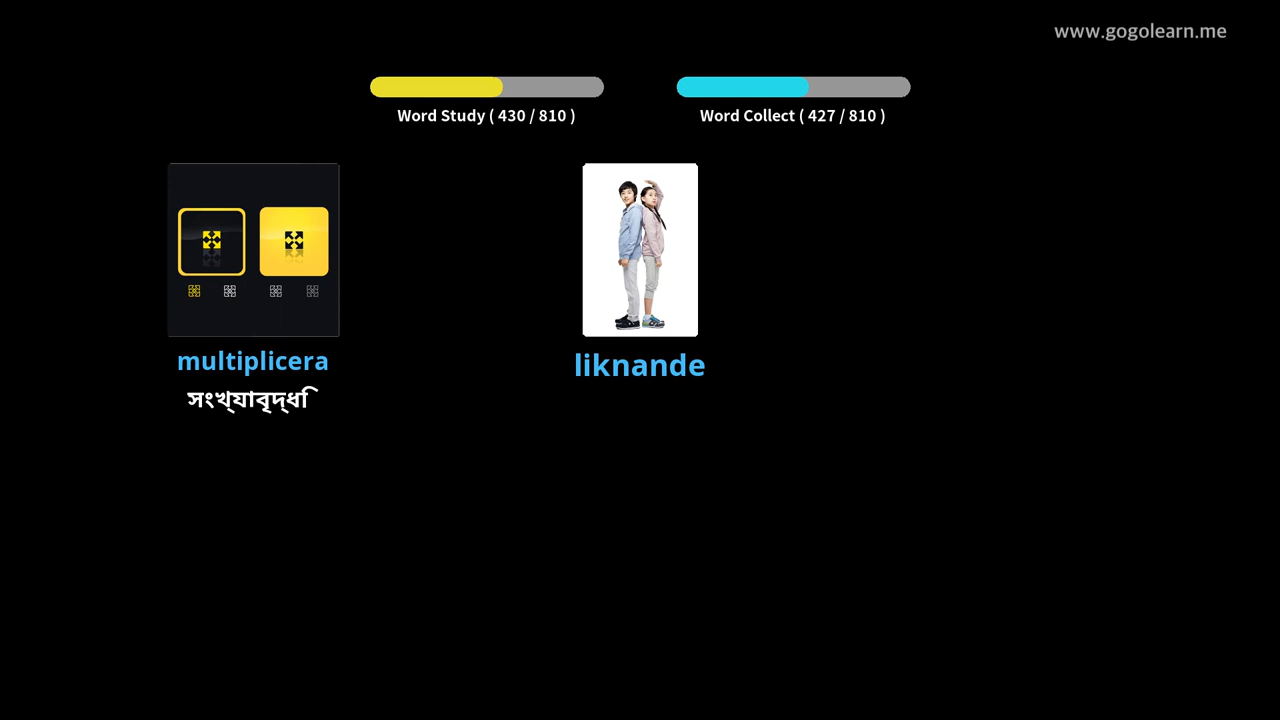 www.gogolearn.me
Word Study ( 430 / 810 )
Word Collect ( 427 / 810 )
multiplicera
liknande
সংখ্যাবৃদ্ধি